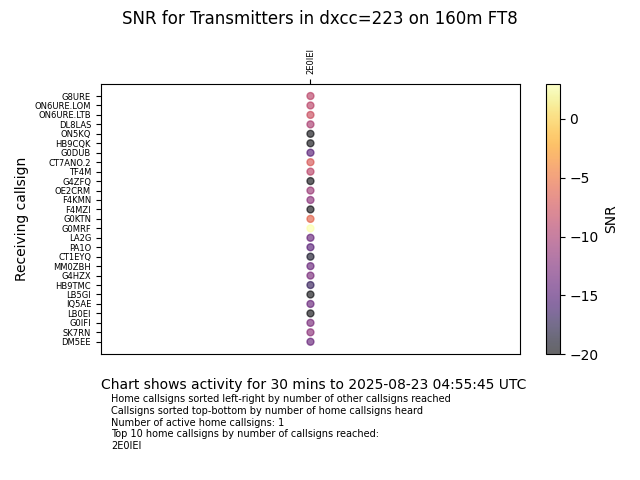 SNR for Transmitters in dxcc=223 on 160m FT8
2E0IEI
G8URE
ON6URE.LOM
ON6URE.LTB
DL8LAS
ON5KQ
HB9CQK
G0DUB
CT7ANO.2
TF4M
G4ZFQ
OE2CRM
F4KMN
F4MZI
G0KTN
G0MRF
LA2G
PA1O
CT1EYQ
MM0ZBH
G4HZX
HB9TMC
LB5GI
IQ5AE
LB0EI
G0IFI
SK7RN
DM5EE
Receiving callsign
0
−5
−10
−15
−20
SNR
Chart shows activity for 30 mins to 2025-08-23 04:55:45 UTC
Home callsigns sorted left-right by number of other callsigns reached
Callsigns sorted top-bottom by number of home callsigns heard
Number of active home callsigns: 1
Top 10 home callsigns by number of callsigns reached:
2E0IEI